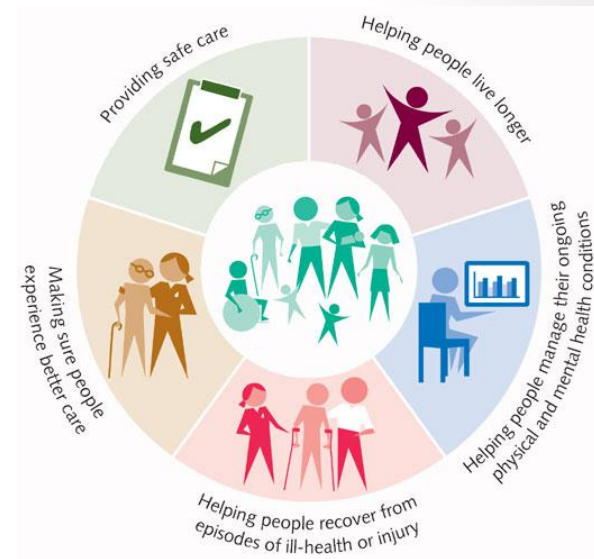 Providing safe care
Helping people live longer
Helping people manage their ongoing
physical and mental health conditions
Helping people recover from
episodes of ill-health or injury
Making sure people
experience better care